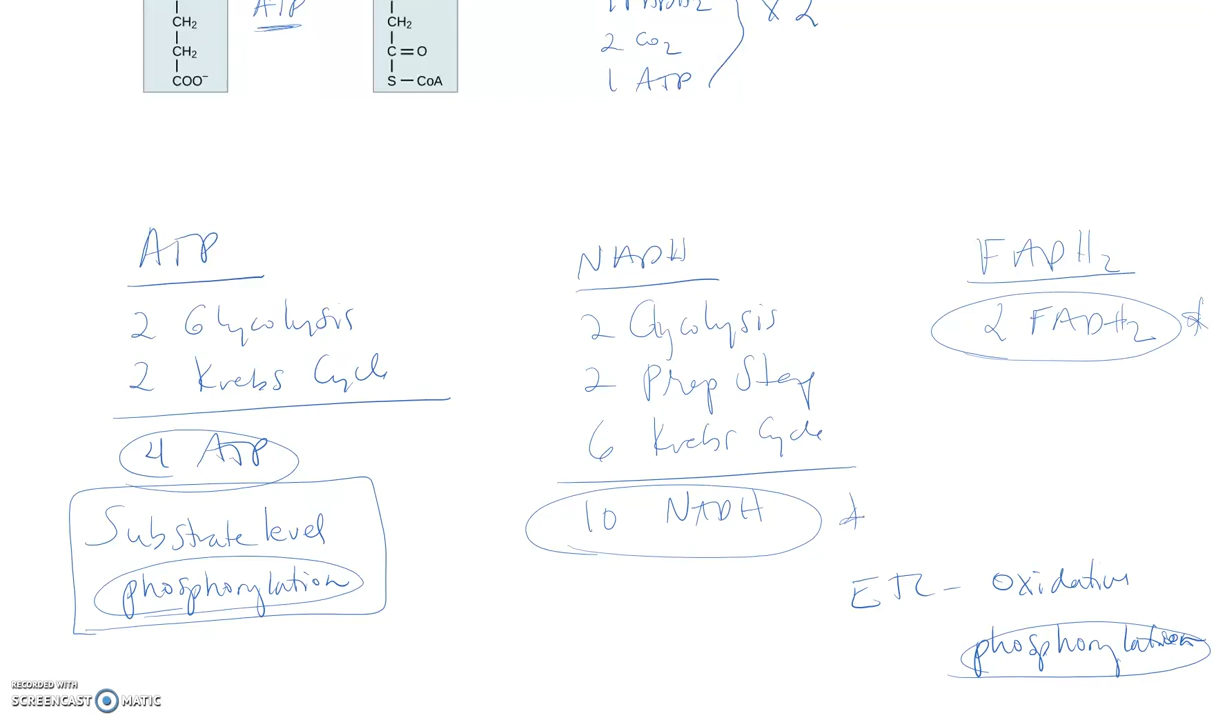 CH₂
CH₂
COO⁻
ATP
CH₂
C=O
S—CoA
2 CO₂
1 ATP
x 2
ATP
2 Glycolysis
2 Krebs Cycle
4 ATP
Substrate level
phosphorylation
NADH
2 Glycolysis
2 Prep Step
6 Krebs Cycle
10 NADH *
FADH₂
2 FADH₂ *
ETC - Oxidative
phosphorylation
RECORDED WITH
SCREENCAST MATIC